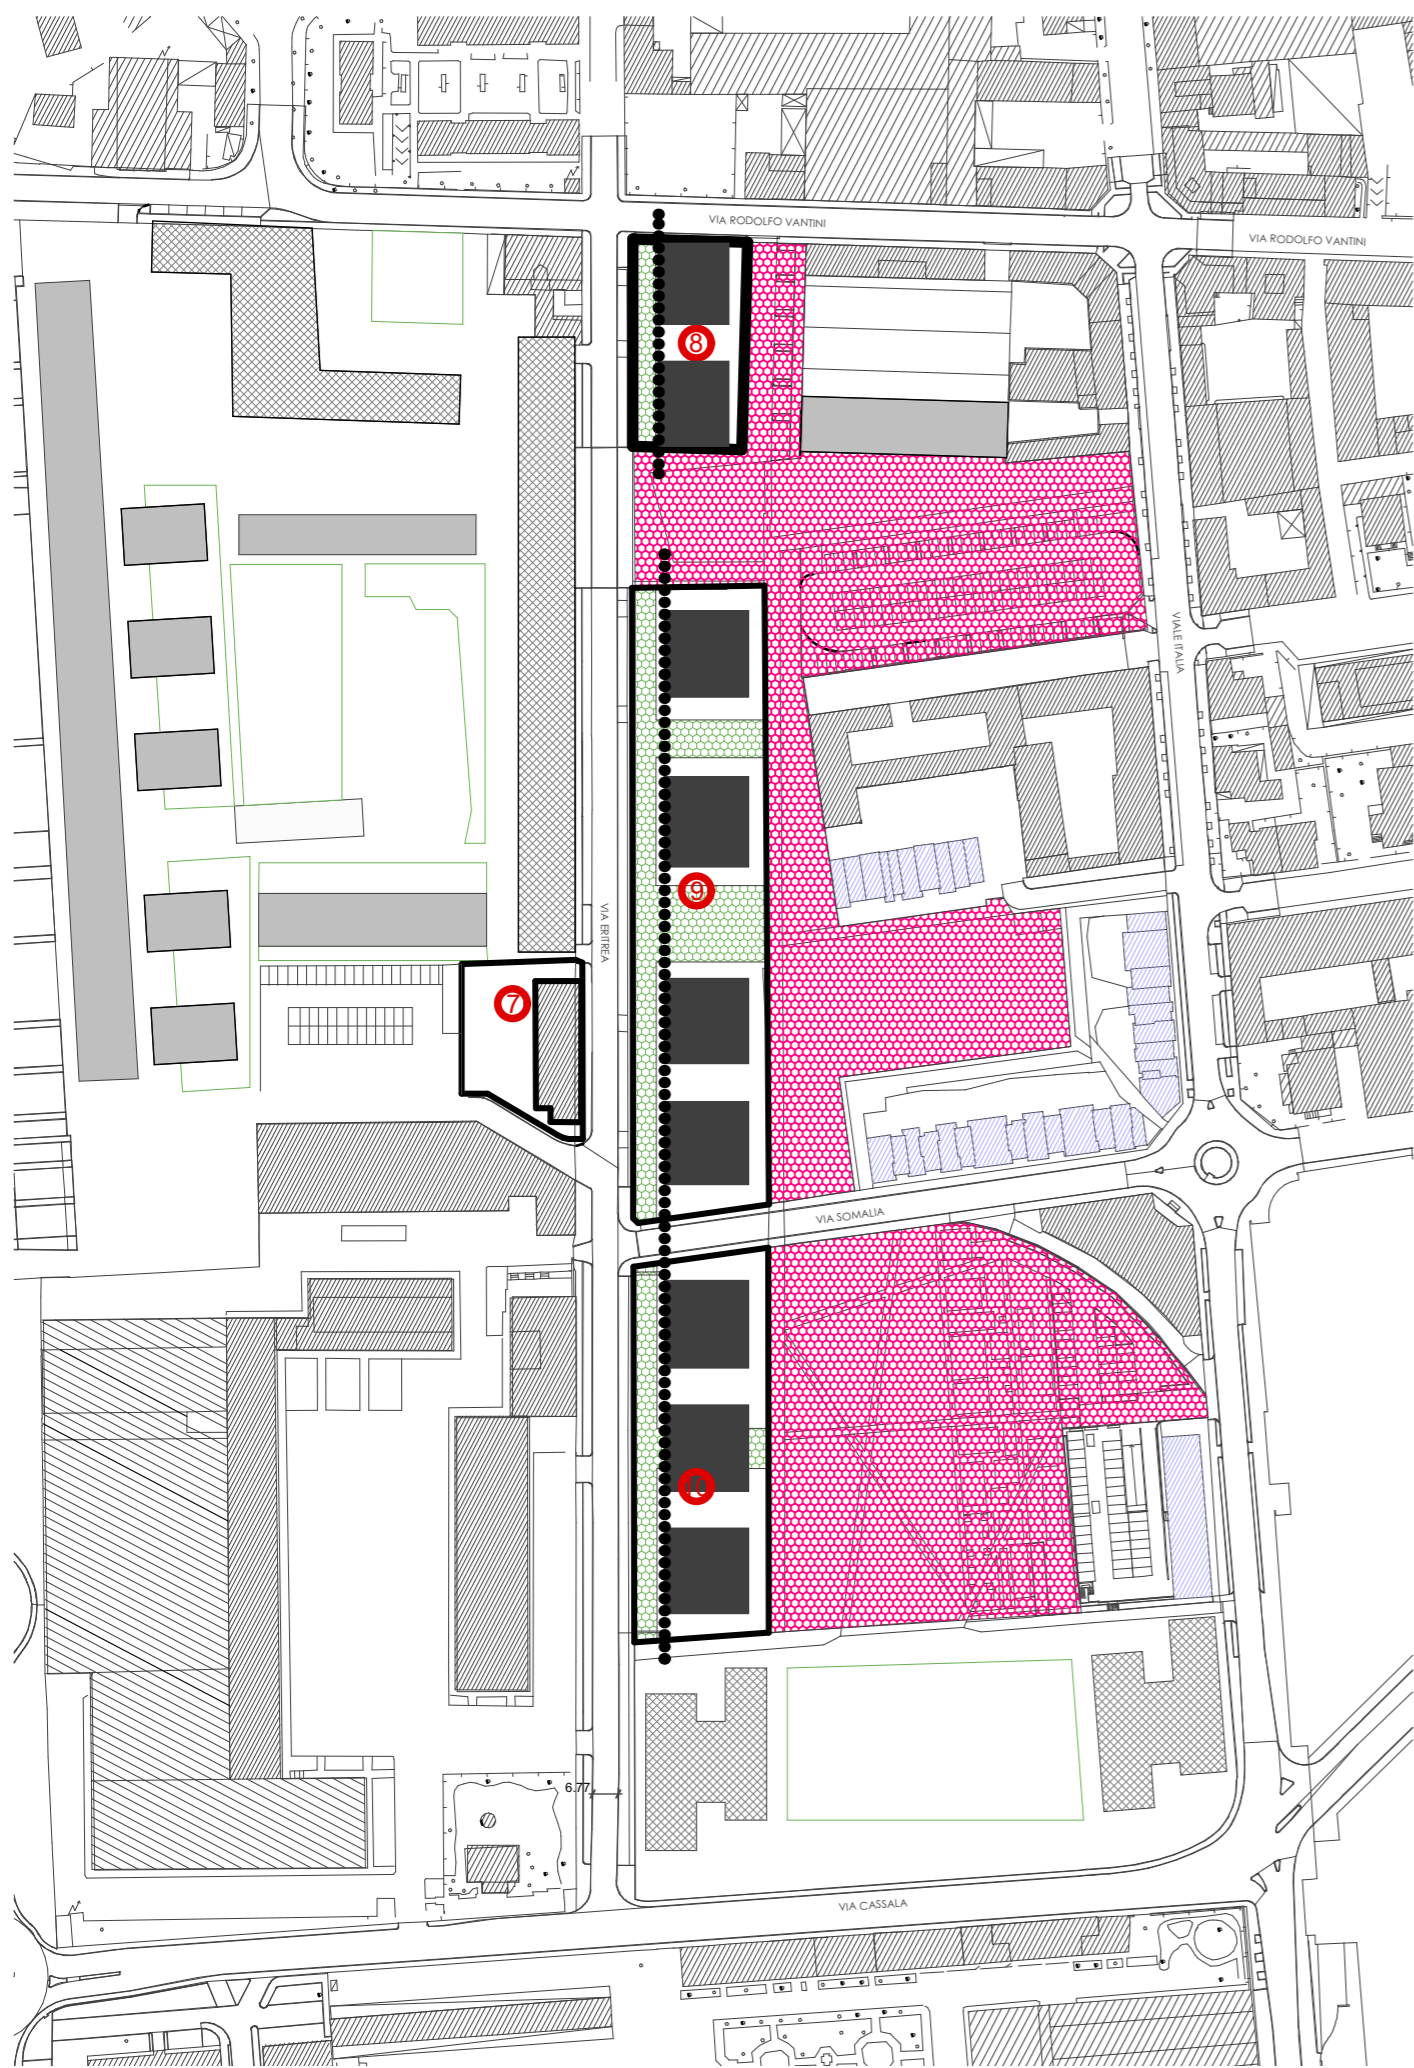 VIA RODOLFO VANTINI
VIA RODOLFO VANTINI
8
VIALE ITALIA
9
VIA ERITREA
7
VIA SOMALIA
10
6.77
VIA CASSALA